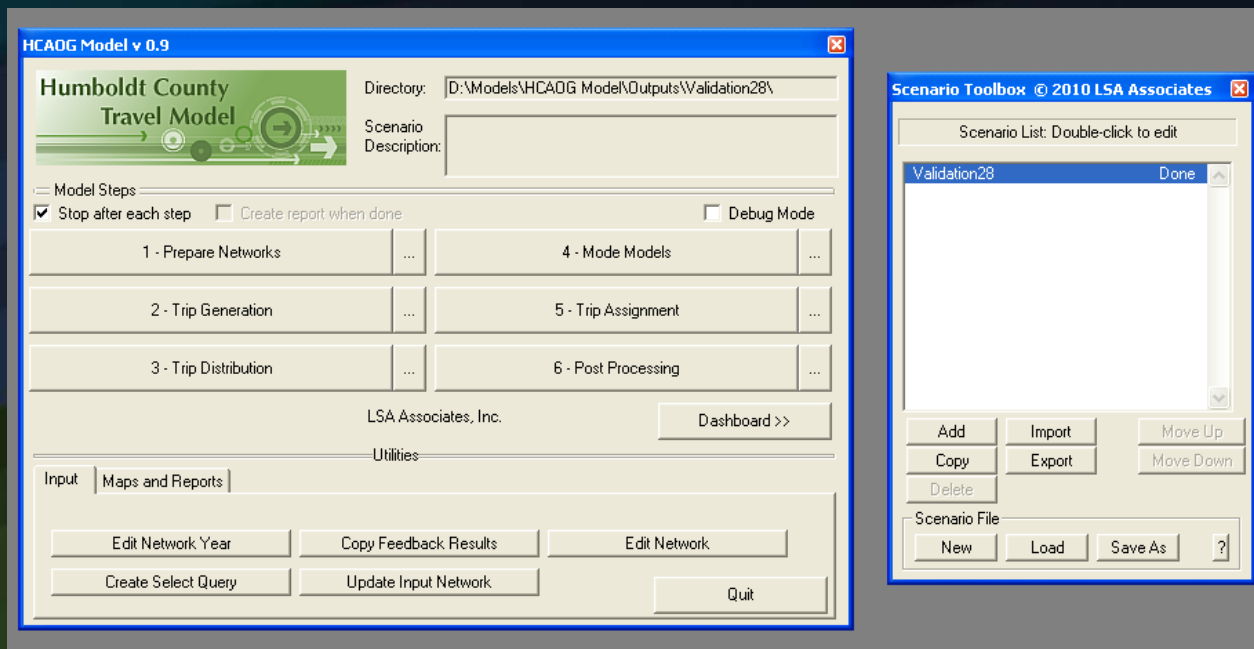 HCAOG Model v 0.9
Humboldt County
Travel Model
Directory: D:\Models\HCAOG Model\Outputs\Validation28\
Scenario
Description:
Model Steps
Stop after each step Create report when done Debug Mode
1 - Prepare Networks ... 4 - Mode Models ...
2 - Trip Generation ... 5 - Trip Assignment ...
3 - Trip Distribution ... 6 - Post Processing ...
LSA Associates, Inc. Dashboard >>
Utilities
Input Maps and Reports
Edit Network Year Copy Feedback Results Edit Network
Create Select Query Update Input Network Quit
Scenario Toolbox © 2010 LSA Associates
Scenario List: Double-click to edit
Validation28 Done
Add Import Move Up
Copy Export Move Down
Delete
Scenario File
New Load Save As ?